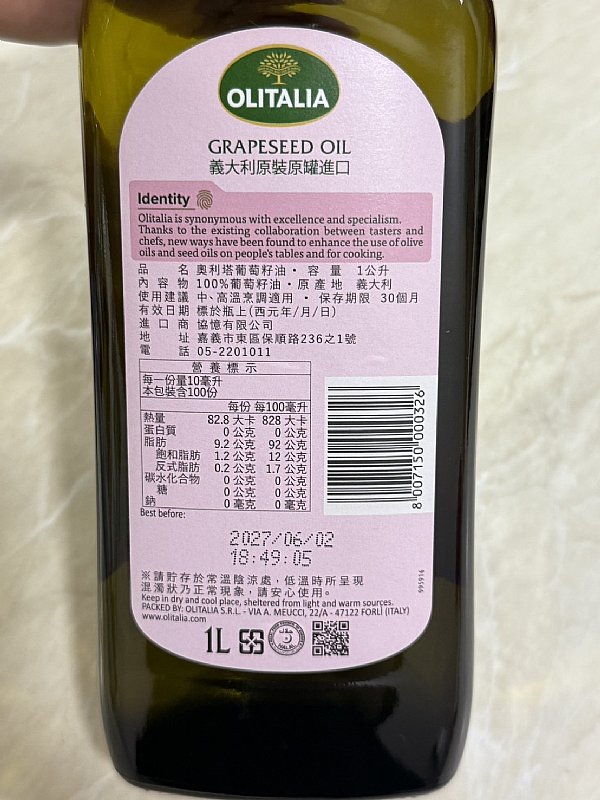 OLITALIA
GRAPESEED OIL
義大利原裝原罐進口
Identity
Olitalia is synonymous with excellence and specialism.
Thanks to the existing collaboration between tasters and
chefs, new ways have been found to enhance the use of olive
oils and seed oils on people's tables and for cooking.
品 名 奧利塔葡萄籽油・容 量 1公升
內 容 物 100%葡萄籽油・原 產 地 義大利
使用建議 中、高溫烹調適用 ・ 保存期限 30個月
有效日期 標於瓶上(西元年/月/日)
進 口 商 協憶有限公司
地 址 嘉義市東區保順路236之1號
電 話 05-2201011
營 養 標 示
每一份量10毫升
本包裝含100份
每份 每100毫升
熱量 82.8 大卡 828 大卡
蛋白質 0 公克 0 公克
脂肪 9.2 公克 92 公克
飽和脂肪 1.2 公克 12 公克
反式脂肪 0.2 公克 1.7 公克
碳水化合物 0 公克 0 公克
糖 0 公克 0 公克
鈉 0 毫克 0 毫克
8 007150 000326
Best before:
2027/06/02
18:49:05
※請貯存於常溫陰涼處，低溫時所呈現
混濁狀乃正常現象，請安心使用。
Keep in dry and cool place, sheltered from light and warm sources.
PACKED BY: OLITALIA S.R.L. - VIA A. MEUCCI, 22/A - 47122 FORLÌ (ITALY)
www.olitalia.com
1L